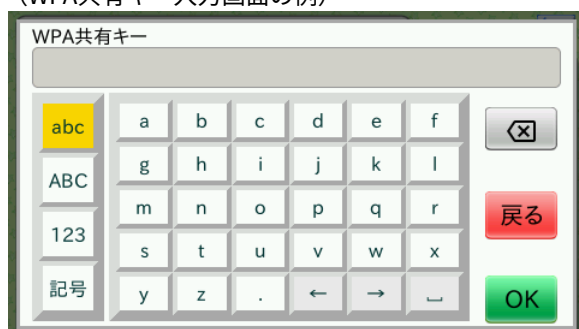 (WPA共有キー入力画面の例)
WPA共有キー
abc
ABC
123
記号
a b c d e f
g h i j k l
m n o p q r
s t u v w x
y z . ← → ⎵
⌫
戻る
OK